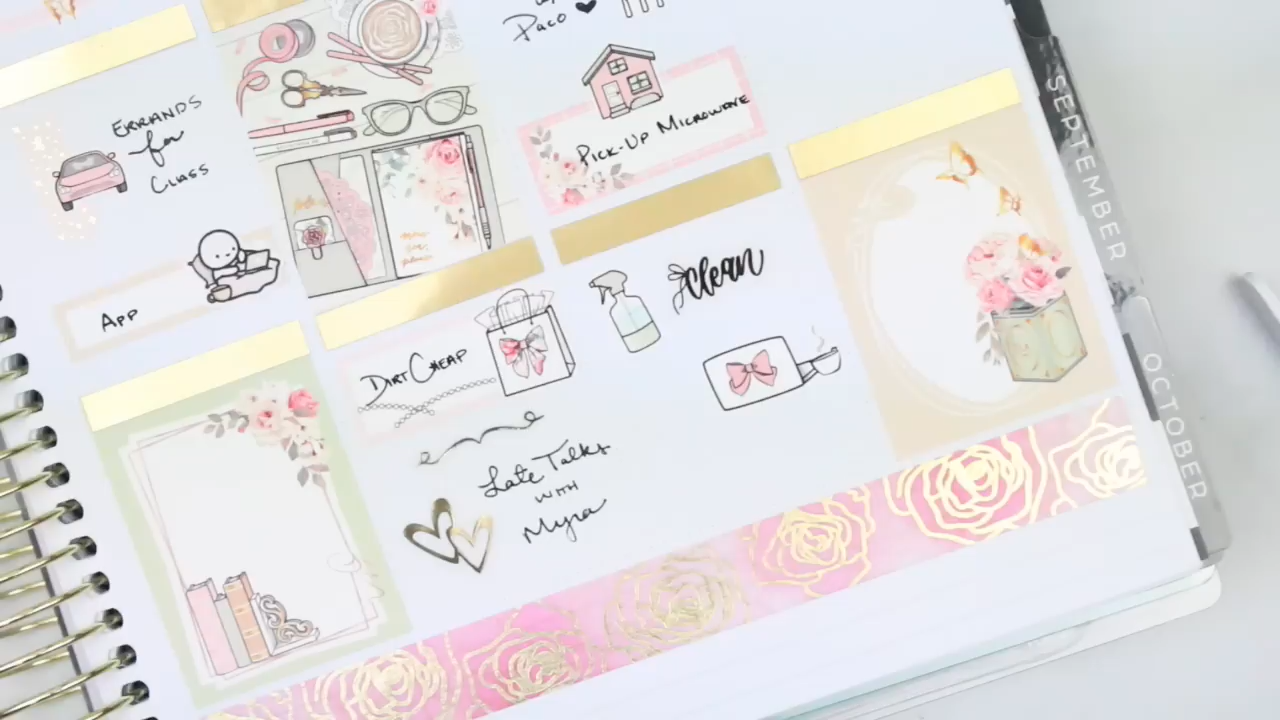 Paco
ERRANDS
for
CLASS
APP
PICK-UP MICROWAVE
DIRT CHEAP
clean
Late Talks
WITH
Myra
SEPTEMBER
OCTOBER